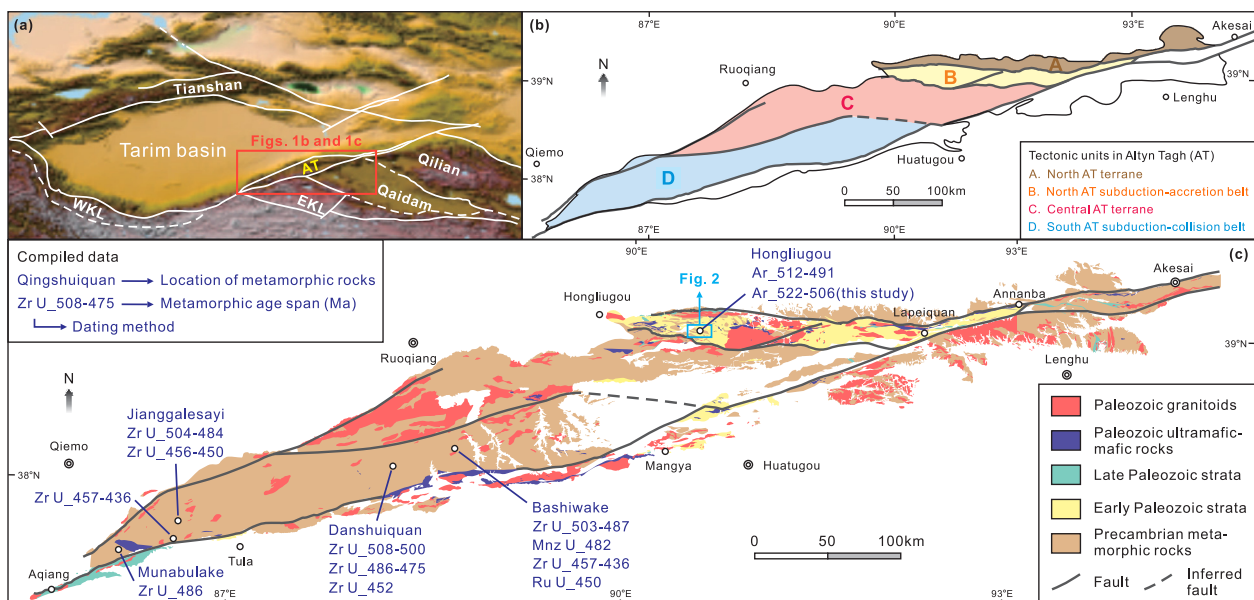 (a)
Tianshan
Tarim basin
Figs. 1b and 1c
AT
Qilian
Qaidam
EKL
WKL
(b)
87°E
90°E
93°E
Akesai
N
Ruoqiang
39°N
39°N
A
B
C
D
Lenghu
Qiemo
38°N
Huatugou
0 50 100km
87°E
90°E
93°E
Tectonic units in Altyn Tagh (AT)
A. North AT terrane
B. North AT subduction-accretion belt
C. Central AT terrane
D. South AT subduction-collision belt
Compiled data
Qingshuiquan → Location of metamorphic rocks
Zr U_508-475 → Metamorphic age span (Ma)
Dating method
(c)
Hongliugou
Ar_512-491
Ar_522-506(this study)
Fig. 2
Hongliugou
Akesai
Annanba
Lapeiquan
Ruoqiang
39°N
Lenghu
N
Jianggalesayi
Zr U_504-484
Zr U_456-450
Qiemo
38°N
Zr U_457-436
Mangya
Huatugou
Danshuiquan
Zr U_508-500
Zr U_486-475
Zr U_452
Bashiwake
Zr U_503-487
Mnz U_482
Zr U_457-436
Ru U_450
Tula
Munabulake
Zr U_486
Aqiang
87°E
90°E
93°E
0 50 100km
Paleozoic granitoids
Paleozoic ultramafic-
mafic rocks
Late Paleozoic strata
Early Paleozoic strata
Precambrian meta-
morphic rocks
Fault
Inferred
fault